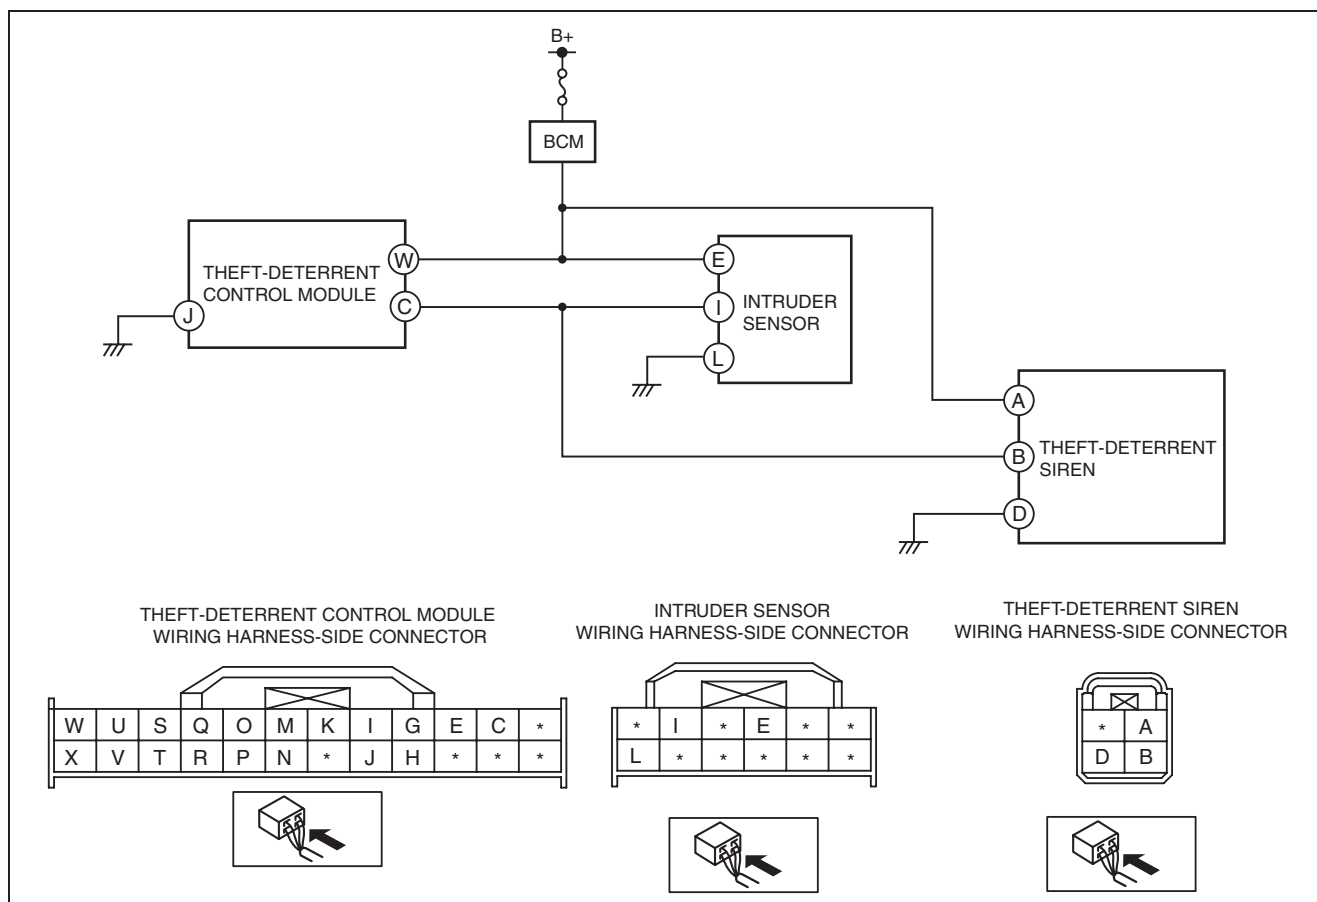 B+
BCM
THEFT-DETERRENT
CONTROL MODULE
W
C
J
E
I
L
INTRUDER
SENSOR
A
B
D
THEFT-DETERRENT
SIREN
THEFT-DETERRENT CONTROL MODULE
WIRING HARNESS-SIDE CONNECTOR
W U S Q O M K I G E C *
X V T R P N * J H * * *
INTRUDER SENSOR
WIRING HARNESS-SIDE CONNECTOR
* I * E * *
L * * * * *
THEFT-DETERRENT SIREN
WIRING HARNESS-SIDE CONNECTOR
* A
D B